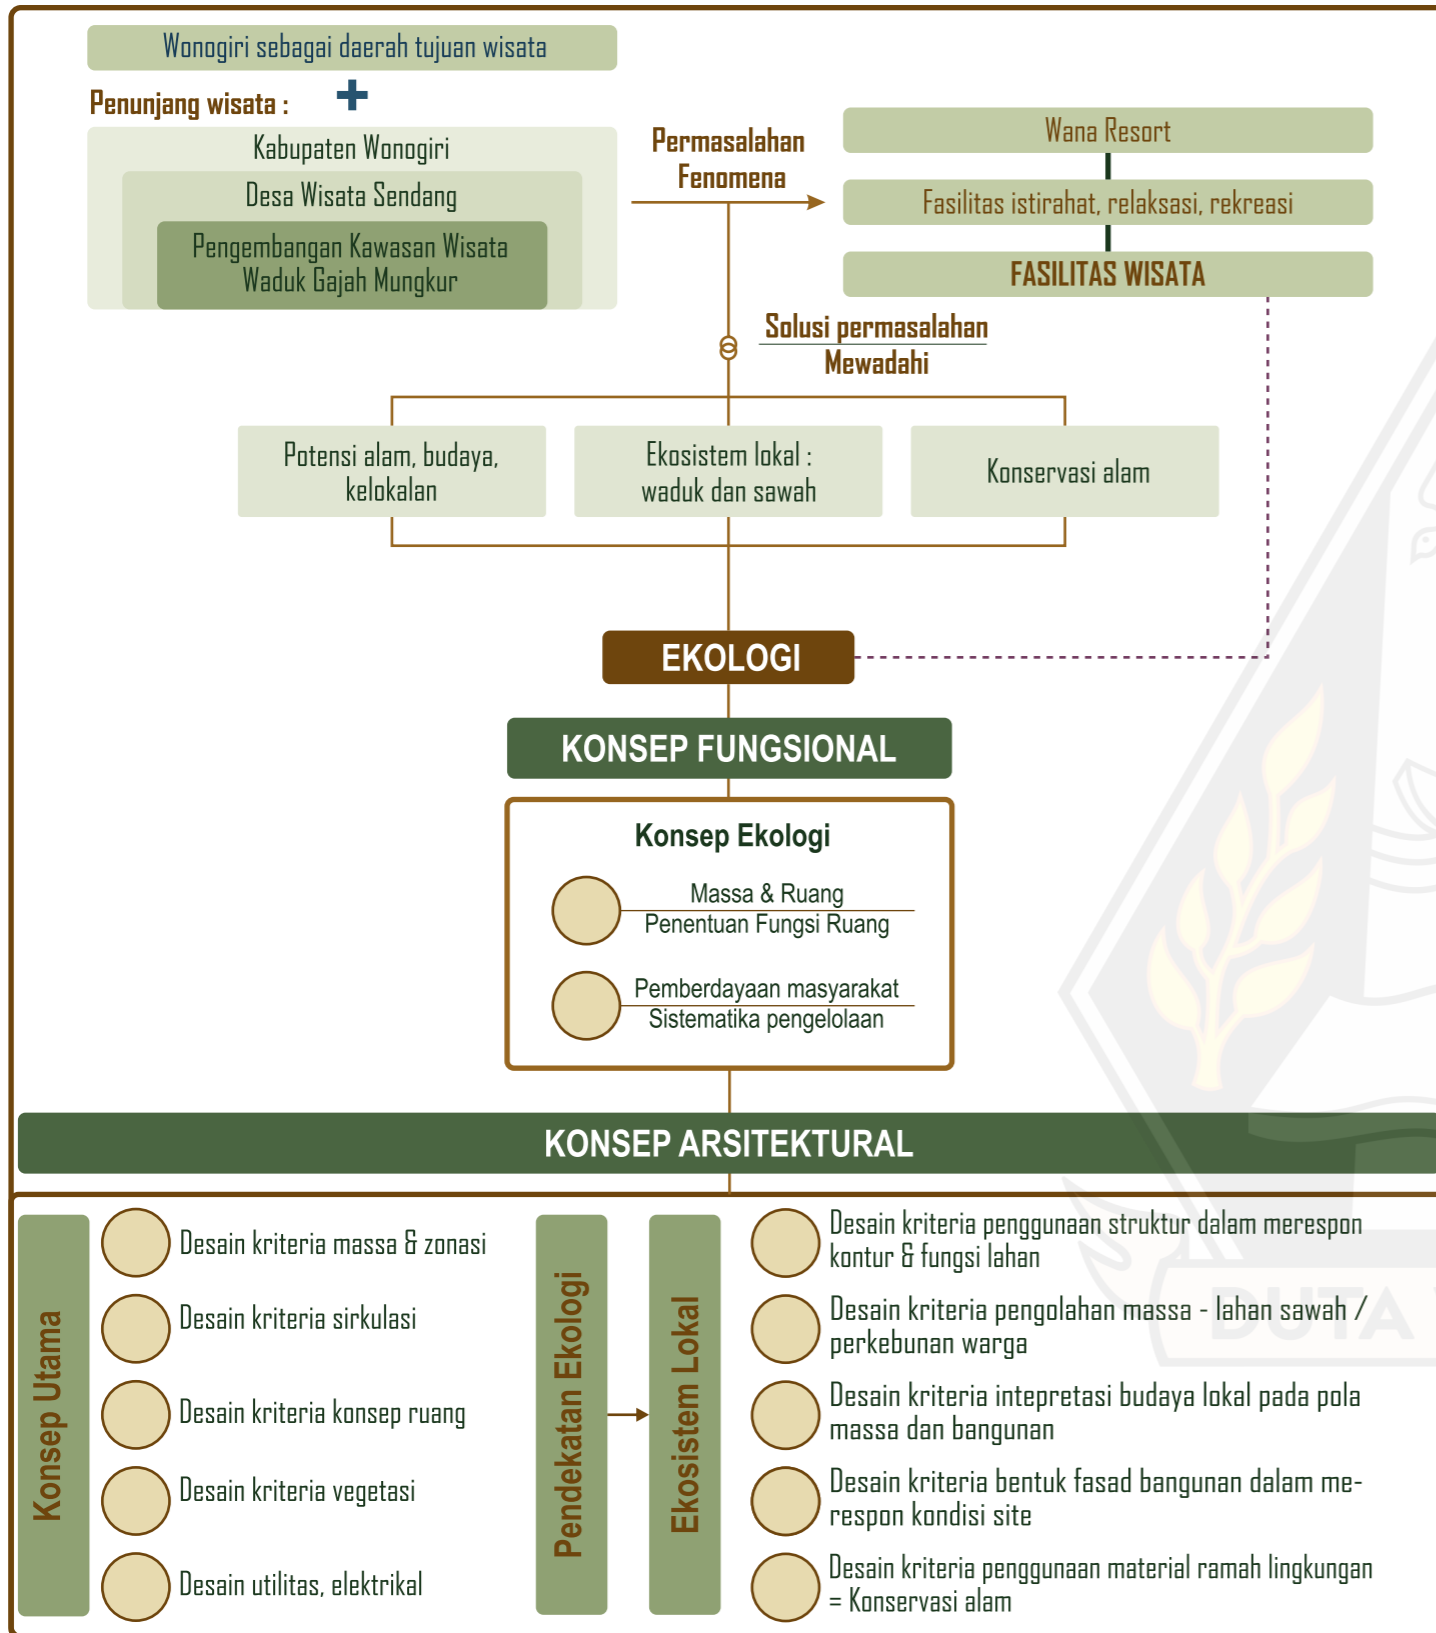 Wonogiri sebagai daerah tujuan wisata
Penunjang wisata :
+
Kabupaten Wonogiri
Desa Wisata Sendang
Pengembangan Kawasan Wisata
Waduk Gajah Mungkur
Permasalahan
Fenomena
Wana Resort
Fasilitas istirahat, relaksasi, rekreasi
FASILITAS WISATA
Solusi permasalahan
Mewadahi
Potensi alam, budaya,
kelokalan
Ekosistem lokal :
waduk dan sawah
Konservasi alam
EKOLOGI
KONSEP FUNGSIONAL
Konsep Ekologi
Massa & Ruang
Penentuan Fungsi Ruang
Pemberdayaan masyarakat
Sistematika pengelolaan
KONSEP ARSITEKTURAL
Konsep Utama
Desain kriteria massa & zonasi
Desain kriteria sirkulasi
Desain kriteria konsep ruang
Desain kriteria vegetasi
Desain utilitas, elektrikal
Pendekatan Ekologi
Ekosistem Lokal
Desain kriteria penggunaan struktur dalam merespon
kontur & fungsi lahan
Desain kriteria pengolahan massa - lahan sawah /
perkebunan warga
Desain kriteria intepretasi budaya lokal pada pola
massa dan bangunan
Desain kriteria bentuk fasad bangunan dalam me-
respon kondisi site
Desain kriteria penggunaan material ramah lingkungan
= Konservasi alam
DUTA